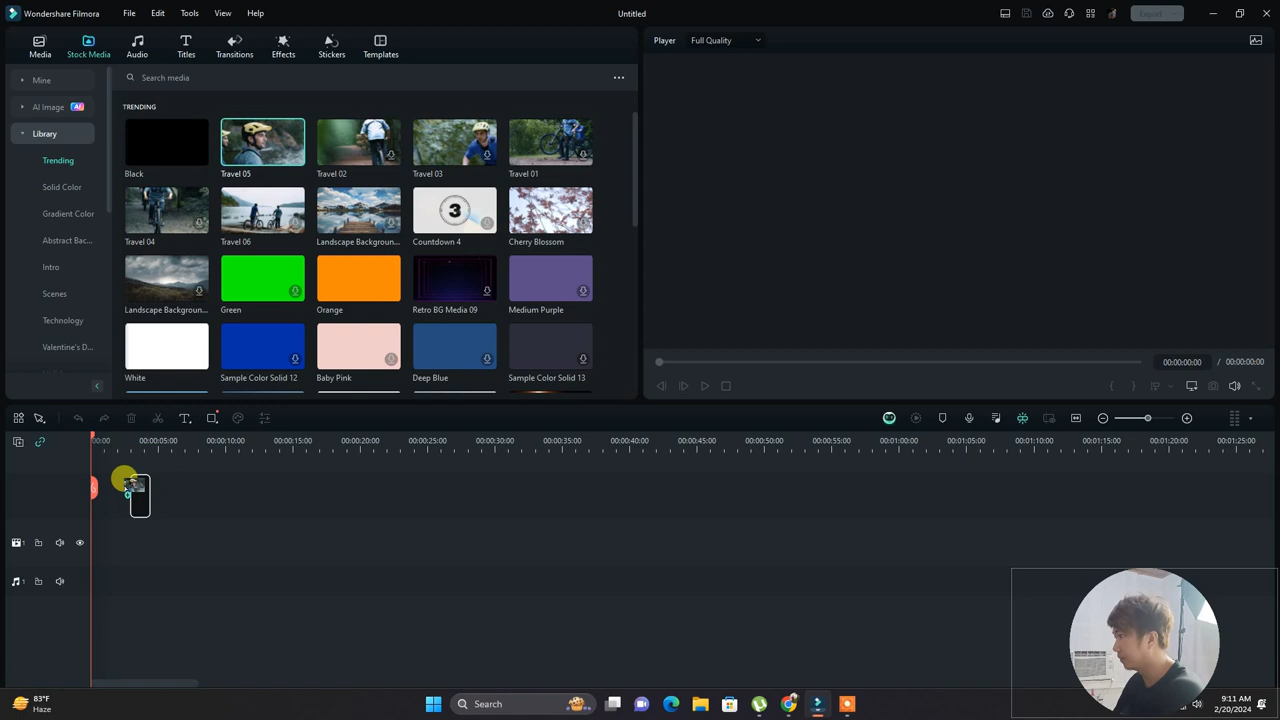 Wondershare Filmora File Edit Tools View Help Untitled Export
Media Stock Media Audio Titles Transitions Effects Stickers Templates
Player Full Quality
Mine
AI Image AI
Library
Trending
Solid Color
Gradient Color
Abstract Bac...
Intro
Scenes
Technology
Valentine's D...
Search media
TRENDING
Black Travel 05 Travel 02 Travel 03 Travel 01
3
Travel 04 Travel 06 Landscape Backgroun... Countdown 4 Cherry Blossom
Landscape Backgroun... Green Orange Retro BG Media 09 Medium Purple
White Sample Color Solid 12 Baby Pink Deep Blue Sample Color Solid 13
00:00:00:00 / 00:00:00:00
00:00 00:00:05:00 00:00:10:00 00:00:15:00 00:00:20:00 00:00:25:00 00:00:30:00 00:00:35:00 00:00:40:00 00:00:45:00 00:00:50:00 00:00:55:00 00:01:00:00 00:01:05:00 00:01:10:00 00:01:15:00 00:01:20:00 00:01:25:00
1
1
83°F
Haze
Search
9:11 AM
2/20/2024